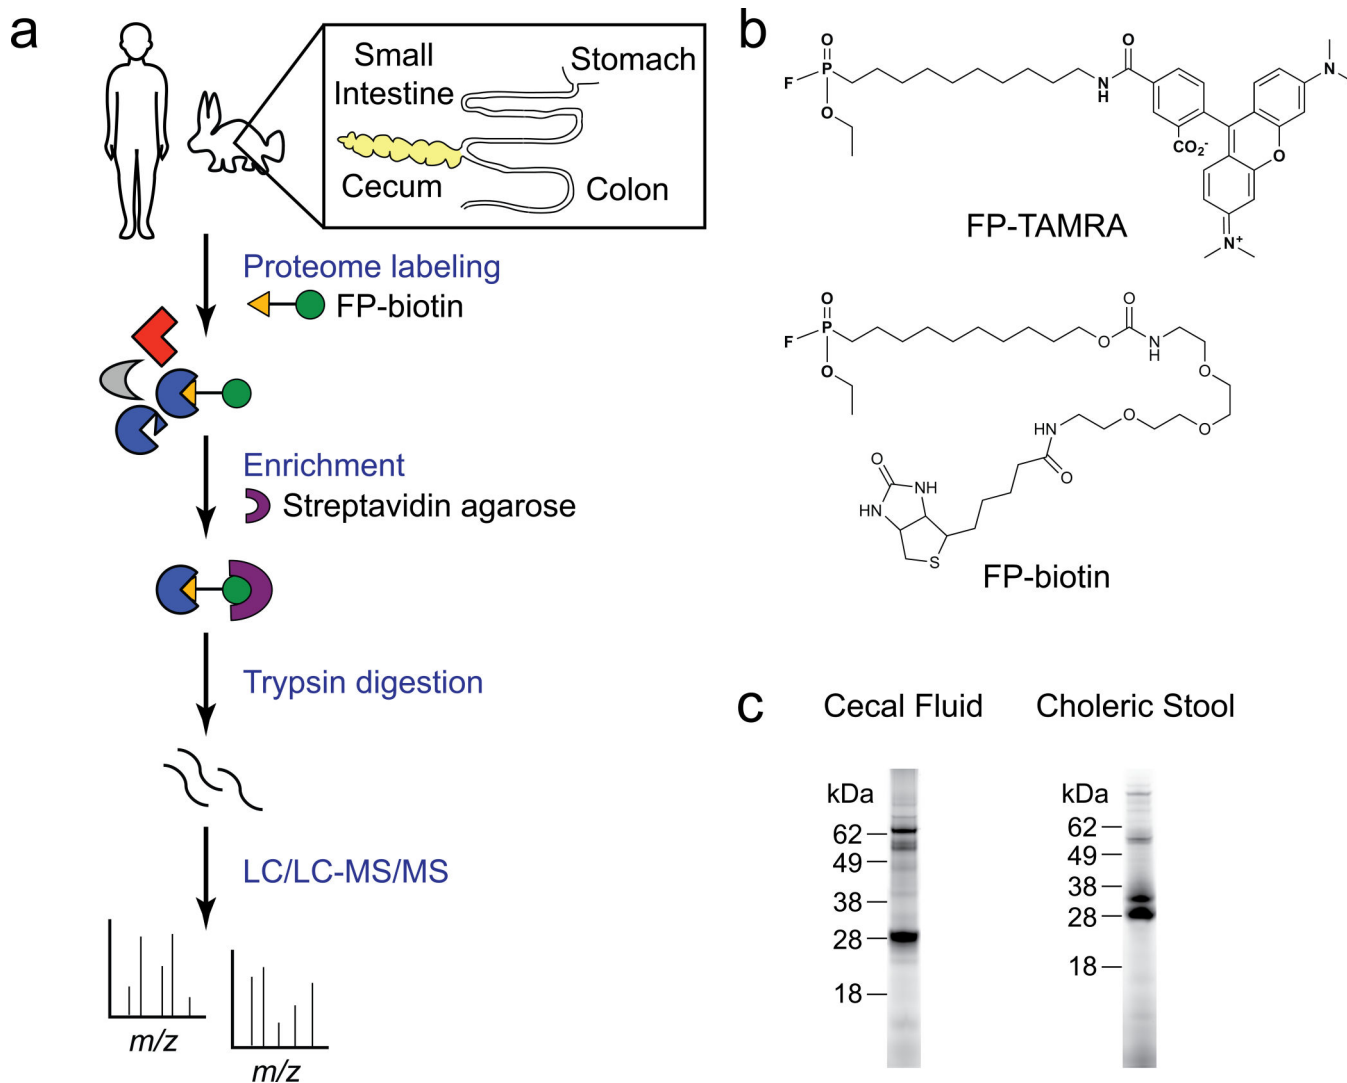 a
Small
Intestine
Stomach
Cecum
Colon
Proteome labeling
FP-biotin
Enrichment
Streptavidin agarose
Trypsin digestion
LC/LC-MS/MS
m/z
m/z
b
O
F
P
O
O
N
H
CO2-
N
O
N+
FP-TAMRA
O
F
P
O
O
O
N
H
O
O
O
HN
O
O
NH
HN
S
FP-biotin
c
Cecal Fluid
Choleric Stool
kDa
62
49
38
28
18
kDa
62
49
38
28
18